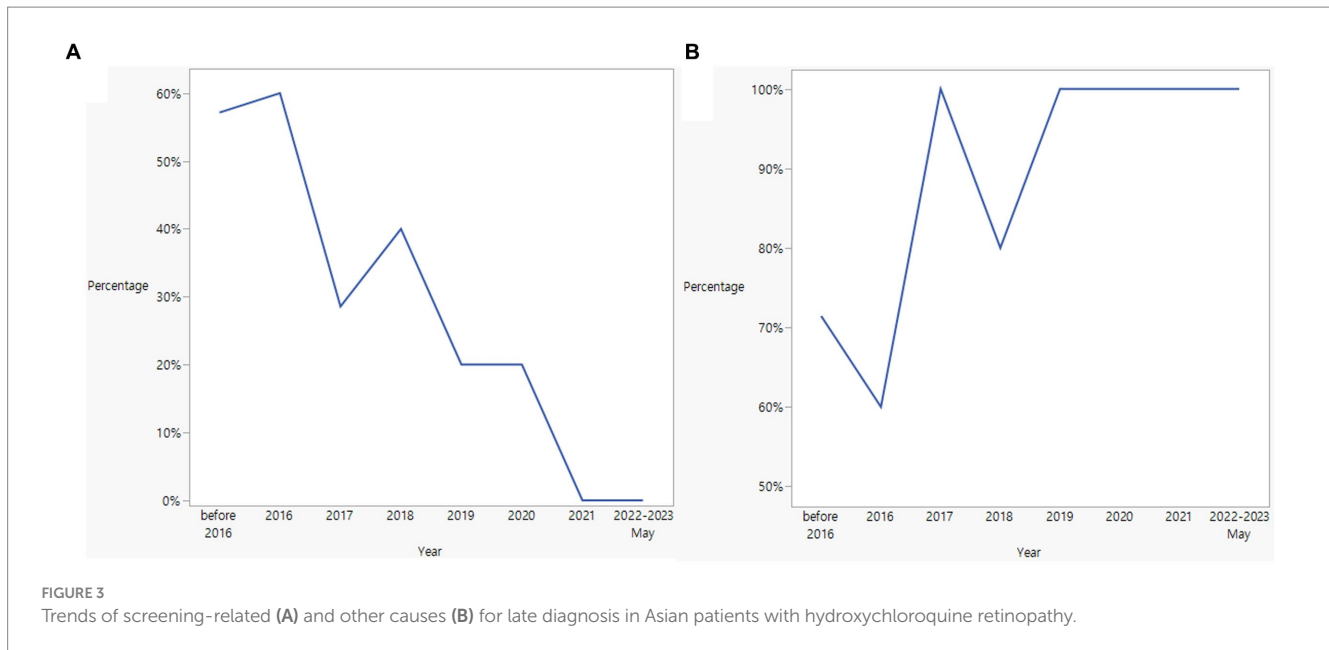 A
60%
50%
40%
Percentage
30%
20%
10%
0%
before 2016 2017 2018 2019 2020 2021 2022-2023
2016 May
Year
B
100%
90%
80%
Percentage
70%
60%
50%
before 2016 2017 2018 2019 2020 2021 2022-2023
2016 May
Year
FIGURE 3
Trends of screening-related (A) and other causes (B) for late diagnosis in Asian patients with hydroxychloroquine retinopathy.